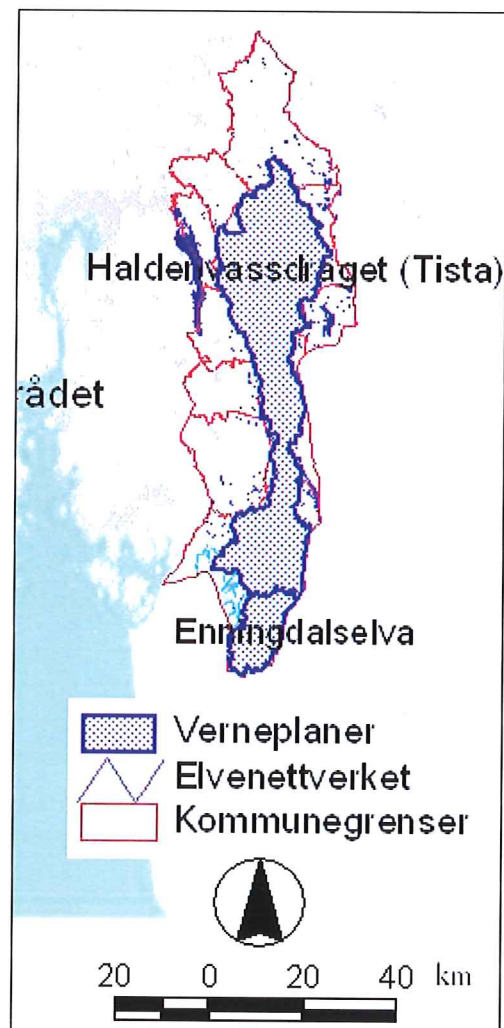 Haldenvassdraget (Tista)
rådet
Enningdalselva
Verneplaner
Elvenettverket
Kommunegrenser
20 0 20 40 km